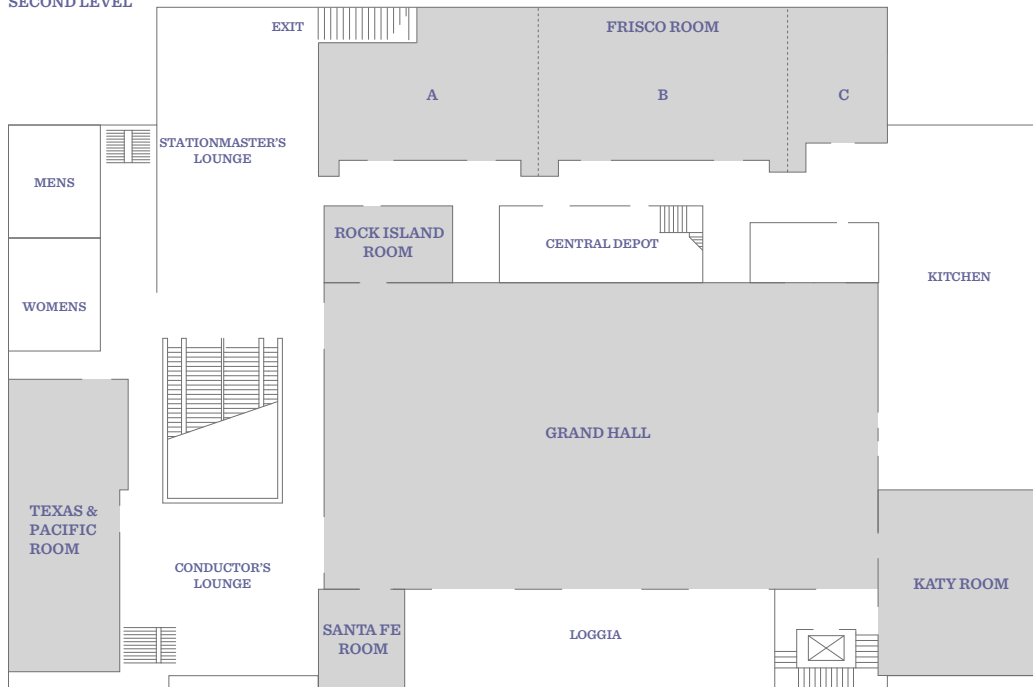 SECOND LEVEL
EXIT
FRISCO ROOM
A
B
C
STATIONMASTER'S
LOUNGE
MENS
ROCK ISLAND
ROOM
CENTRAL DEPOT
KITCHEN
WOMENS
GRAND HALL
TEXAS &
PACIFIC
ROOM
CONDUCTOR'S
LOUNGE
KATY ROOM
SANTA FE
ROOM
LOGGIA